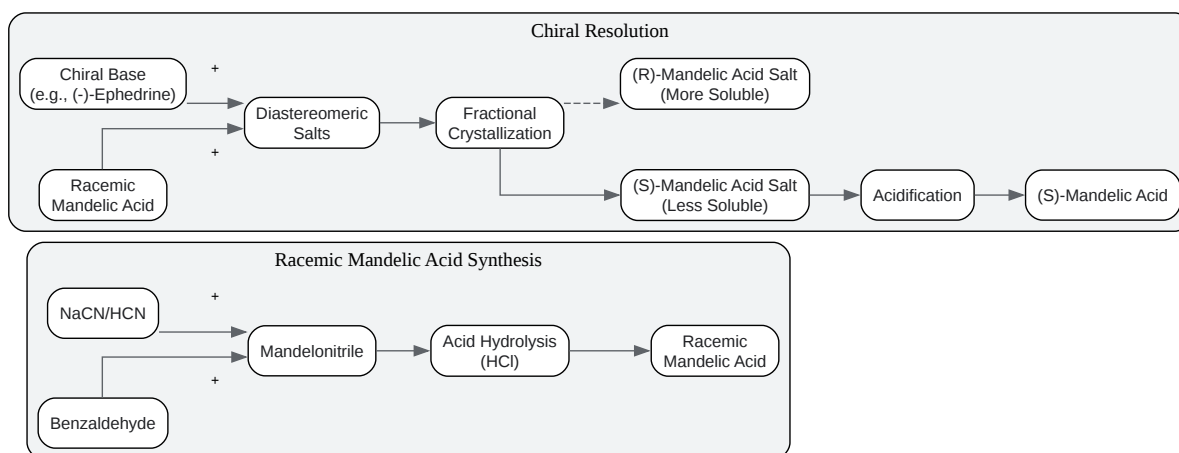 Chiral Resolution
Chiral Base
(e.g., (-)-Ephedrine)
+
Diastereomeric
Salts
+
Racemic
Mandelic Acid
Fractional
Crystallization
(R)-Mandelic Acid Salt
(More Soluble)
(S)-Mandelic Acid Salt
(Less Soluble)
Acidification
(S)-Mandelic Acid
Racemic Mandelic Acid Synthesis
NaCN/HCN
+
Mandelonitrile
+
Benzaldehyde
Acid Hydrolysis
(HCl)
Racemic
Mandelic Acid